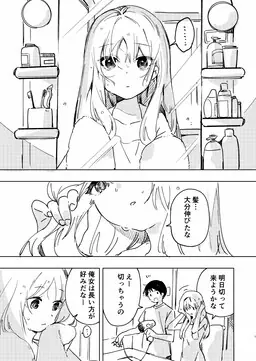 ………
髪…
大分伸びたな
明日切って
来ようかな
えー
切っちゃうの
俺女は長い方が
好みだなー